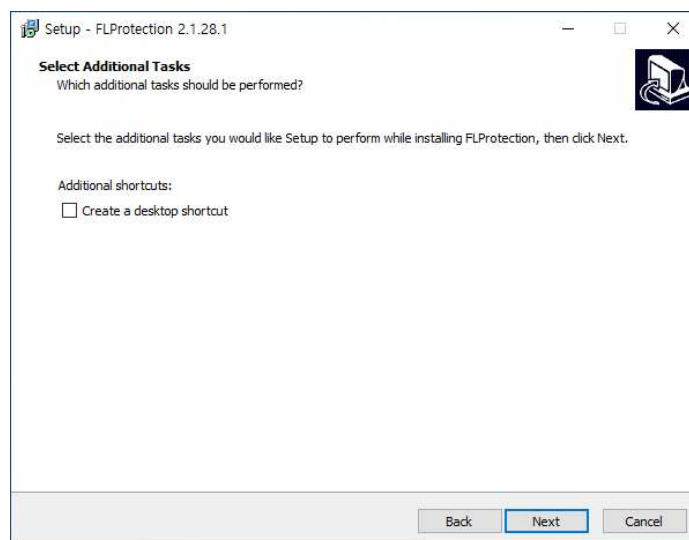 Setup - FLProtection 2.1.28.1
Select Additional Tasks
Which additional tasks should be performed?
Select the additional tasks you would like Setup to perform while installing FLProtection, then click Next.
Additional shortcuts:
Create a desktop shortcut
Back Next Cancel